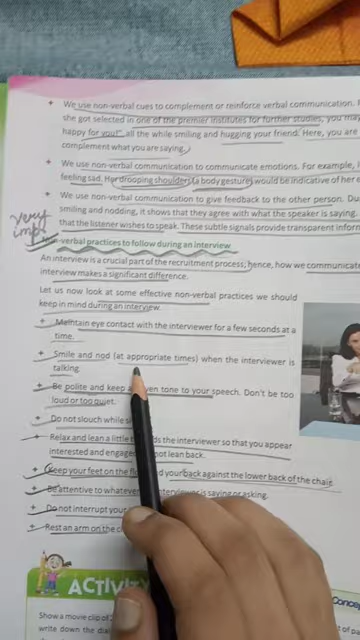 We use non-verbal cues to complement or reinforce verbal communication.
she got selected in one of the premier institutes for further studies, you may
happy for you!" all the while smiling and hugging your friend. Here, you are
complement what you are saying.
We use non-verbal communication to communicate emotions. For example,
feeling sad. Her drooping shoulders (a body gesture) would be indicative of her
We use non-verbal communication to give feedback to the other person. Du
smiling and nodding, it shows that they agree with what the speaker is saying.
that the listener wishes to speak. These subtle signals provide transparent infor
very
imp
Non-verbal practices to follow during an interview
An interview is a crucial part of the recruitment process; hence, how we communicate
interview makes a significant difference.
Let us now look at some effective non-verbal practices we should
keep in mind during an interview.
+ Maintain eye contact with the interviewer for a few seconds at a
time.
+ Smile and nod (at appropriate times) when the interviewer is
talking.
+ Be polite and keep a ven tone to your speech. Don't be too
loud or too quiet.
+ Do not slouch while s
+ Relax and lean a little ds the interviewer so that you appear
interested and engaged. not lean back.
+ Keep your feet on the flo nd your back against the lower back of the chair.
+ Be attentive to whatever interviewer is saying or asking.
+ Do not interrupt you
+ Rest an arm on the c
ACTIVITY
Show a movie clip of
write down the dia
Concep